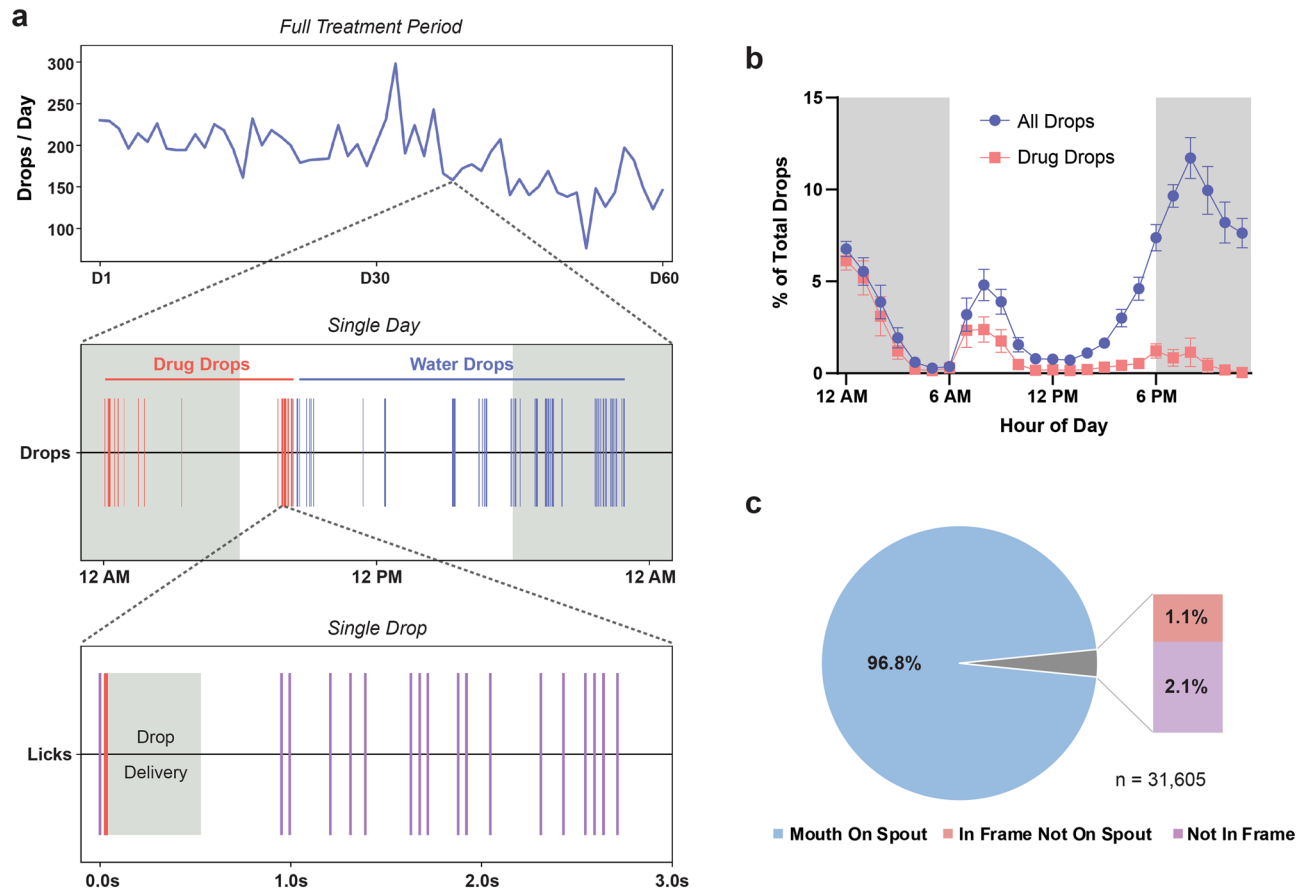 a
Full Treatment Period
Drops / Day
300
250
200
150
100
D1
D30
D60
Single Day
Drug Drops
Water Drops
Drops
12 AM
12 PM
12 AM
Single Drop
Licks
Drop
Delivery
0.0s
1.0s
2.0s
3.0s
b
% of Total Drops
15
10
5
0
All Drops
Drug Drops
12 AM
6 AM
12 PM
6 PM
Hour of Day
c
96.8%
1.1%
2.1%
n = 31,605
Mouth On Spout
In Frame Not On Spout
Not In Frame